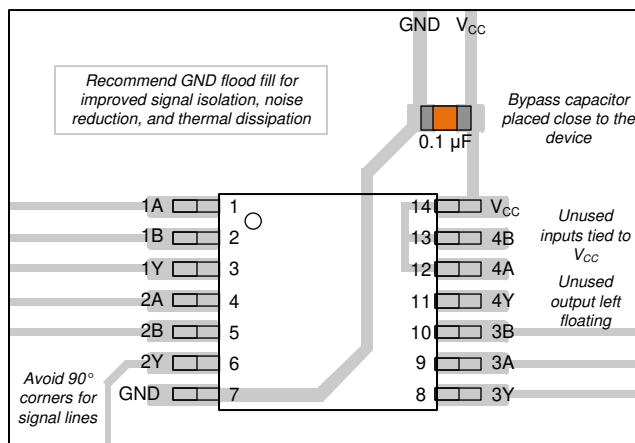 GND VCC
Recommend GND flood fill for
improved signal isolation, noise
reduction, and thermal dissipation
Bypass capacitor
placed close to the
device
0.1 µF
1A 1 14 VCC
1B 2 13 4B
1Y 3 12 4A
2A 4 11 4Y
2B 5 10 3B
2Y 6 9 3A
GND 7 8 3Y
Unused
inputs tied to
VCC
Unused
output left
floating
Avoid 90°
corners for
signal lines